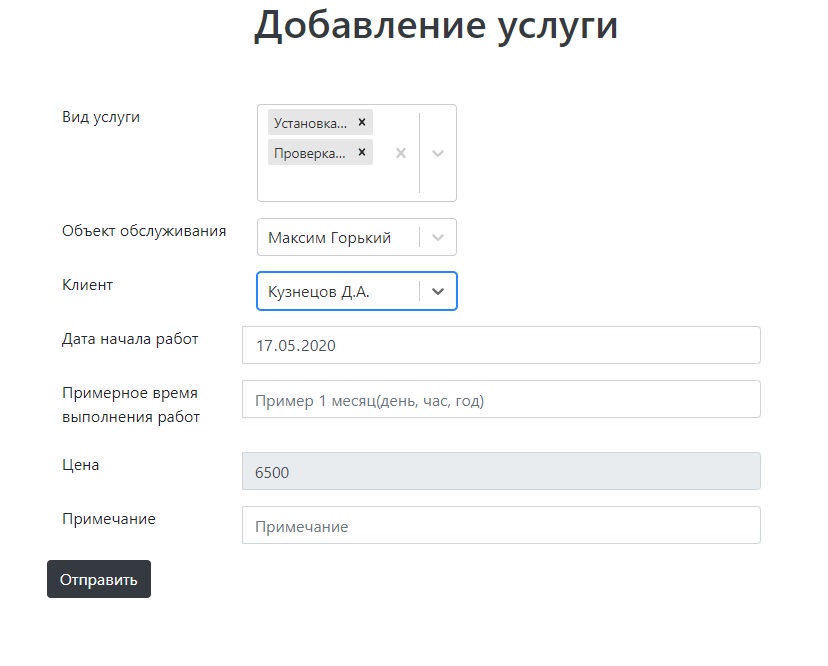 Добавление услуги
Вид услуги
Установка...
Проверка...
Объект обслуживания
Максим Горький
Клиент
Кузнецов Д.А.
Дата начала работ
17.05.2020
Примерное время
выполнения работ
Пример 1 месяц(день, час, год)
Цена
6500
Примечание
Примечание
Отправить